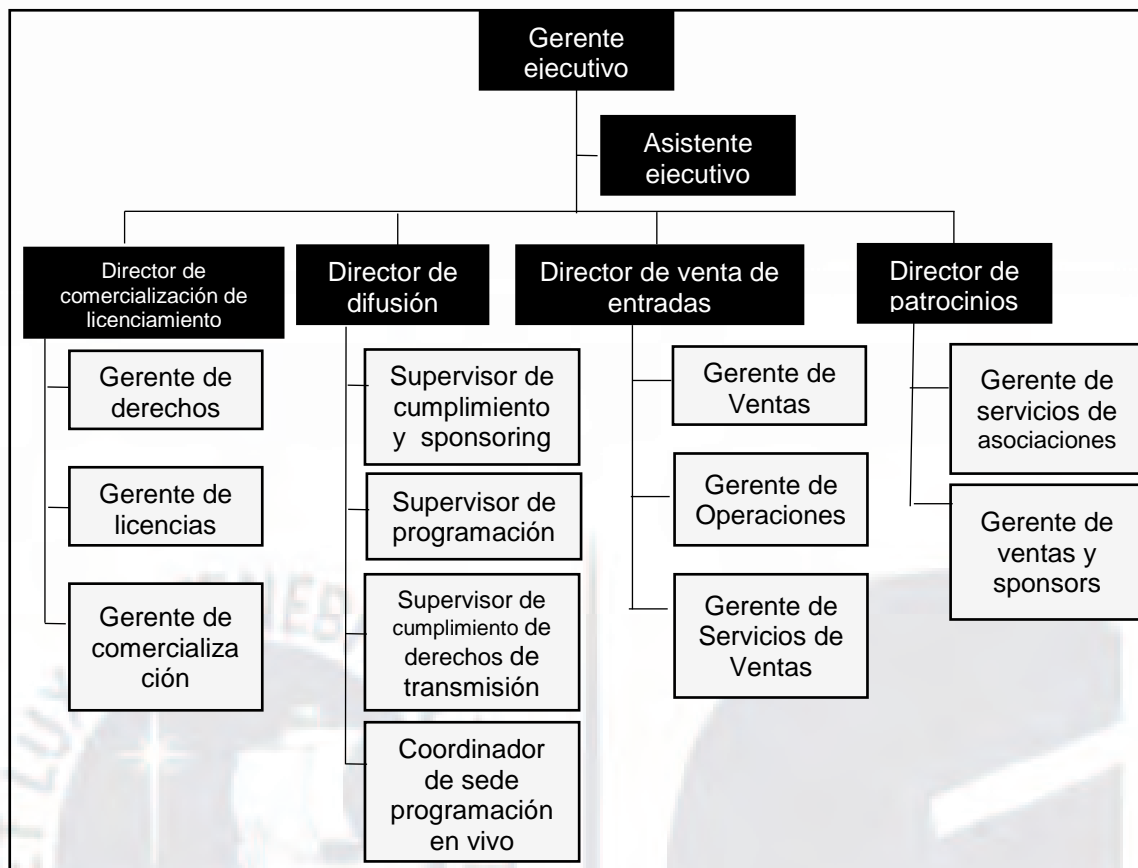 Gerente
ejecutivo
Asistente
ejecutivo
Director de
comercialización de
licenciamiento
Director de
difusión
Director de venta de
entradas
Director de
patrocinios
Gerente de
derechos
Gerente de
licencias
Gerente de
comercializa
ción
Supervisor de
cumplimiento
y sponsoring
Supervisor de
programación
Supervisor de
cumplimiento de
derechos de
transmisión
Coordinador
de sede
programación
en vivo
Gerente de
Ventas
Gerente de
Operaciones
Gerente de
Servicios de
Ventas
Gerente de
servicios de
asociaciones
Gerente de
ventas y
sponsors
ET LUX